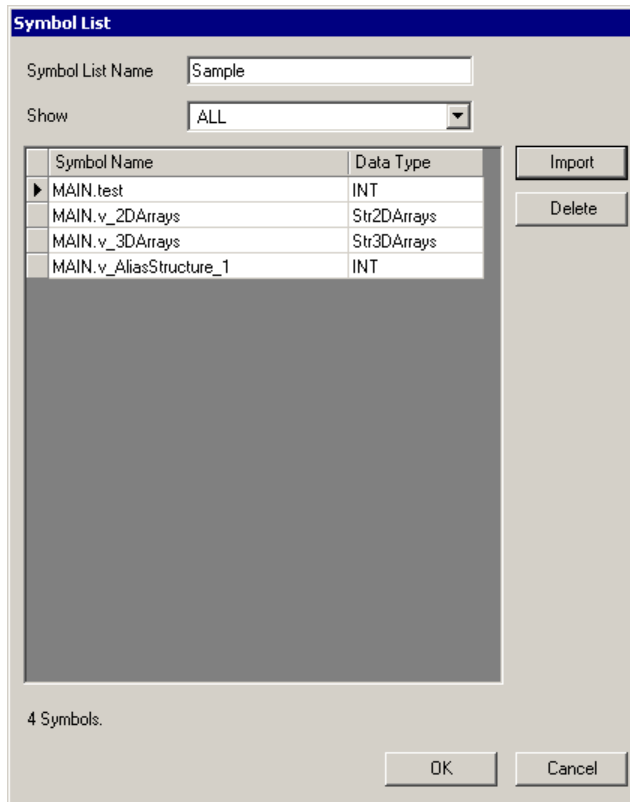 Symbol List
Symbol List Name Sample
Show ALL
Symbol Name Data Type Import
MAIN.test INT
MAIN.v_2DArrays Str2DArrays Delete
MAIN.v_3DArrays Str3DArrays
MAIN.v_AliasStructure_1 INT
4 Symbols.
OK Cancel